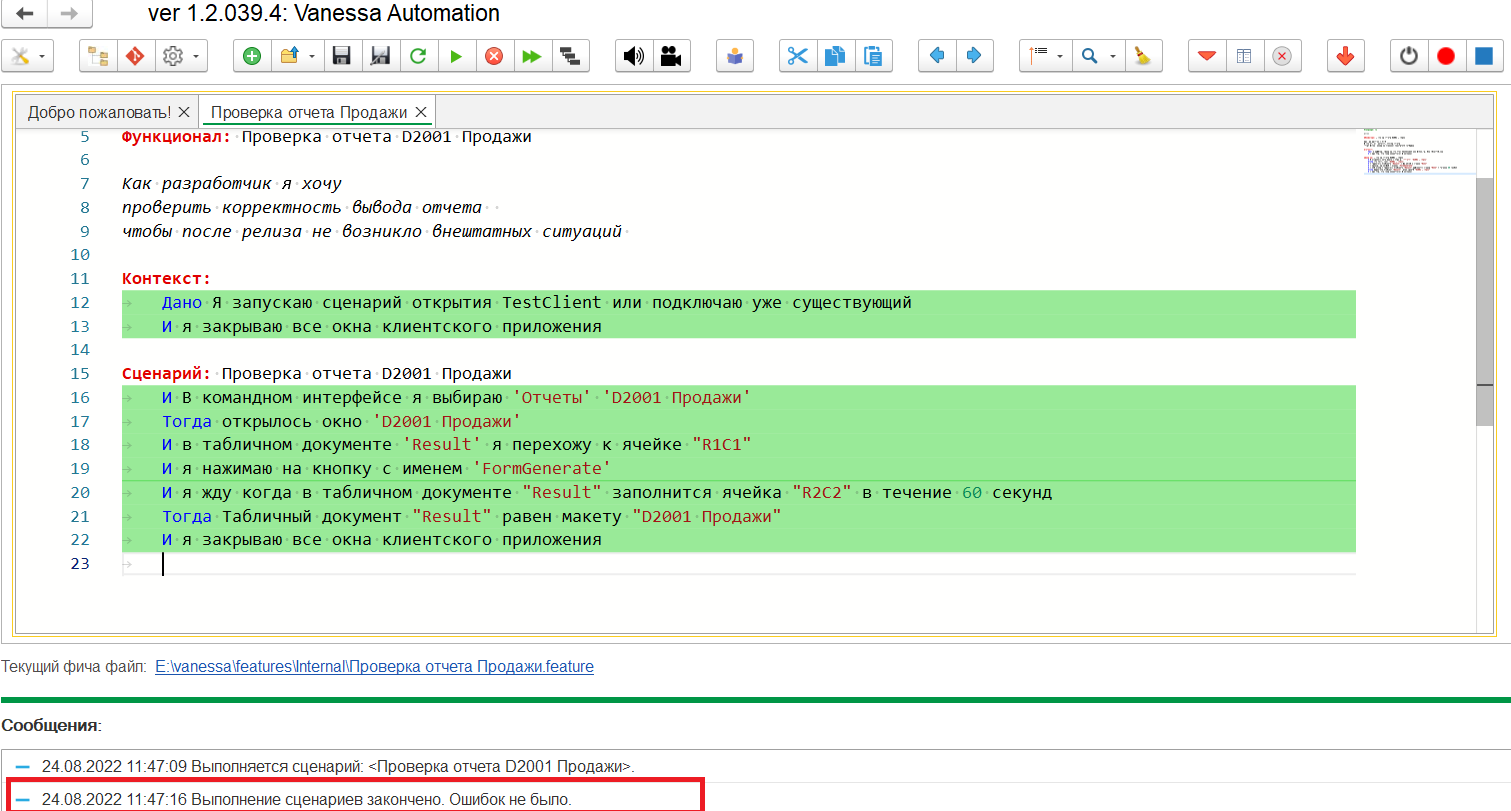 ver 1.2.039.4: Vanessa Automation
Добро пожаловать!
Проверка отчета Продажи
5 Функционал: Проверка отчета D2001 Продажи
6
7 Как разработчик я хочу
8 проверить корректность вывода отчета
9 чтобы после релиза не возникло внештатных ситуаций
10
11 Контекст:
12 Дано Я запускаю сценарий открытия TestClient или подключаю уже существующий
13 И я закрываю все окна клиентского приложения
14
15 Сценарий: Проверка отчета D2001 Продажи
16 И В командном интерфейсе я выбираю 'Отчеты' 'D2001 Продажи'
17 Тогда открылось окно 'D2001 Продажи'
18 И в табличном документе 'Result' я перехожу к ячейке "R1C1"
19 И я нажимаю на кнопку с именем 'FormGenerate'
20 И я жду когда в табличном документе "Result" заполнится ячейка "R2C2" в течение 60 секунд
21 Тогда Табличный документ "Result" равен макету "D2001 Продажи"
22 И я закрываю все окна клиентского приложения
23
Текущий фича файл: E:\vanessa\features\Internal\Проверка отчета Продажи.feature
Сообщения:
24.08.2022 11:47:09 Выполняется сценарий: <Проверка отчета D2001 Продажи>.
24.08.2022 11:47:16 Выполнение сценариев закончено. Ошибок не было.